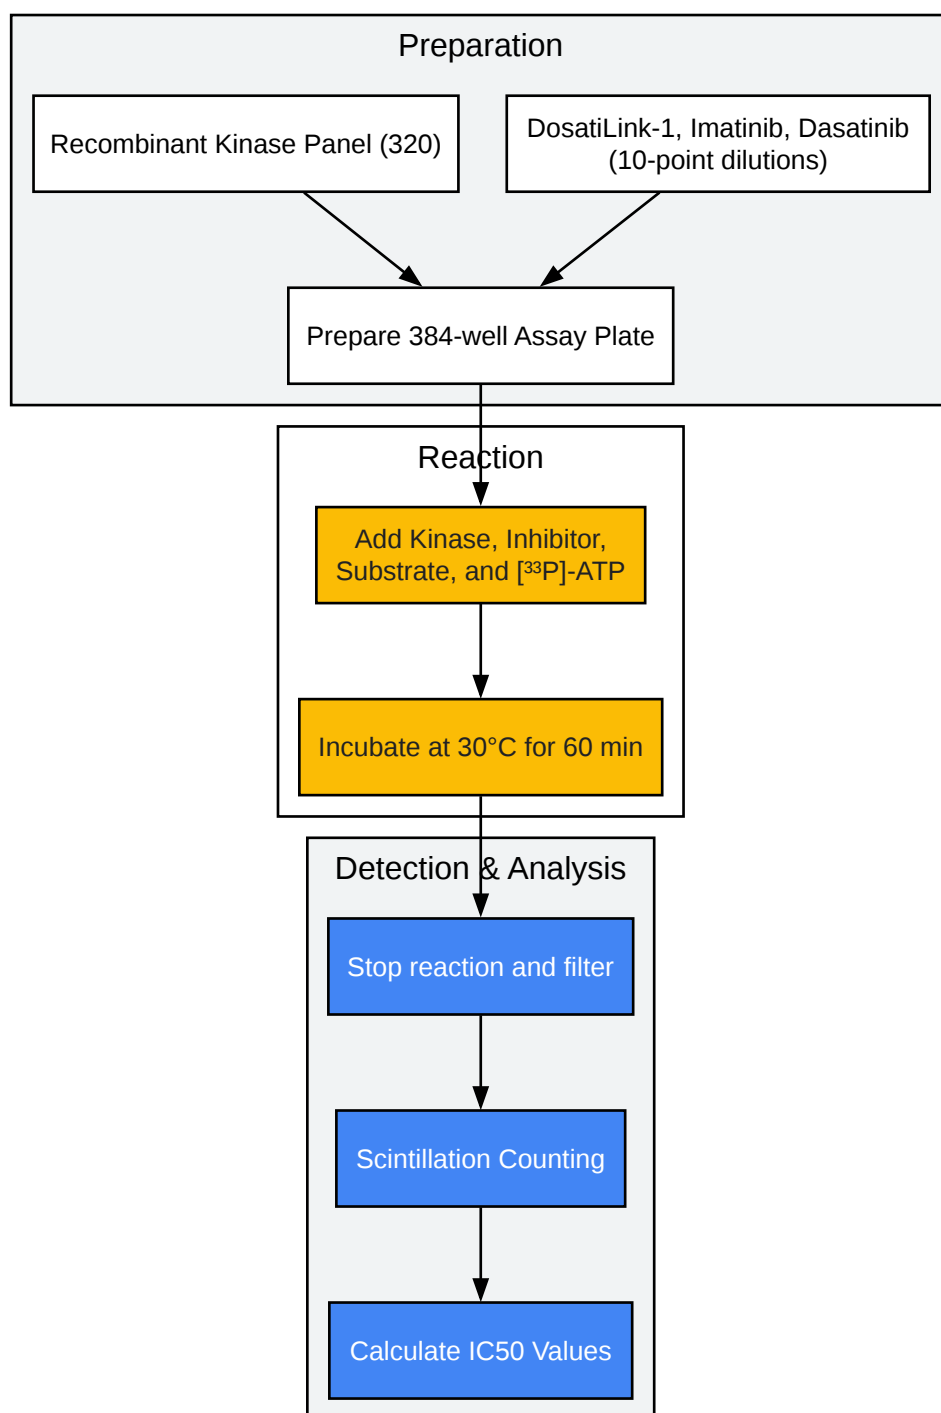 Preparation
Recombinant Kinase Panel (320)
DosatiLink-1, Imatinib, Dasatinib
(10-point dilutions)
Prepare 384-well Assay Plate
Reaction
Add Kinase, Inhibitor,
Substrate, and [³³P]-ATP
Incubate at 30°C for 60 min
Detection & Analysis
Stop reaction and filter
Scintillation Counting
Calculate IC50 Values